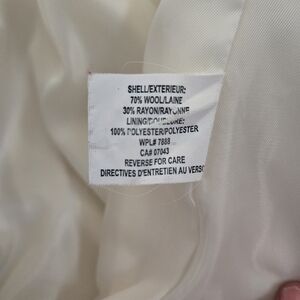 SHELL/EXTERIEUR:
70% WOOL/LAINE
30% RAYON/RAYONNE
LINING/DOUBLURE:
100% POLYESTER/POLYESTER
WPL# 7888
CA# 07043
REVERSE FOR CARE
DIRECTIVES D'ENTRETIEN AU VERSO